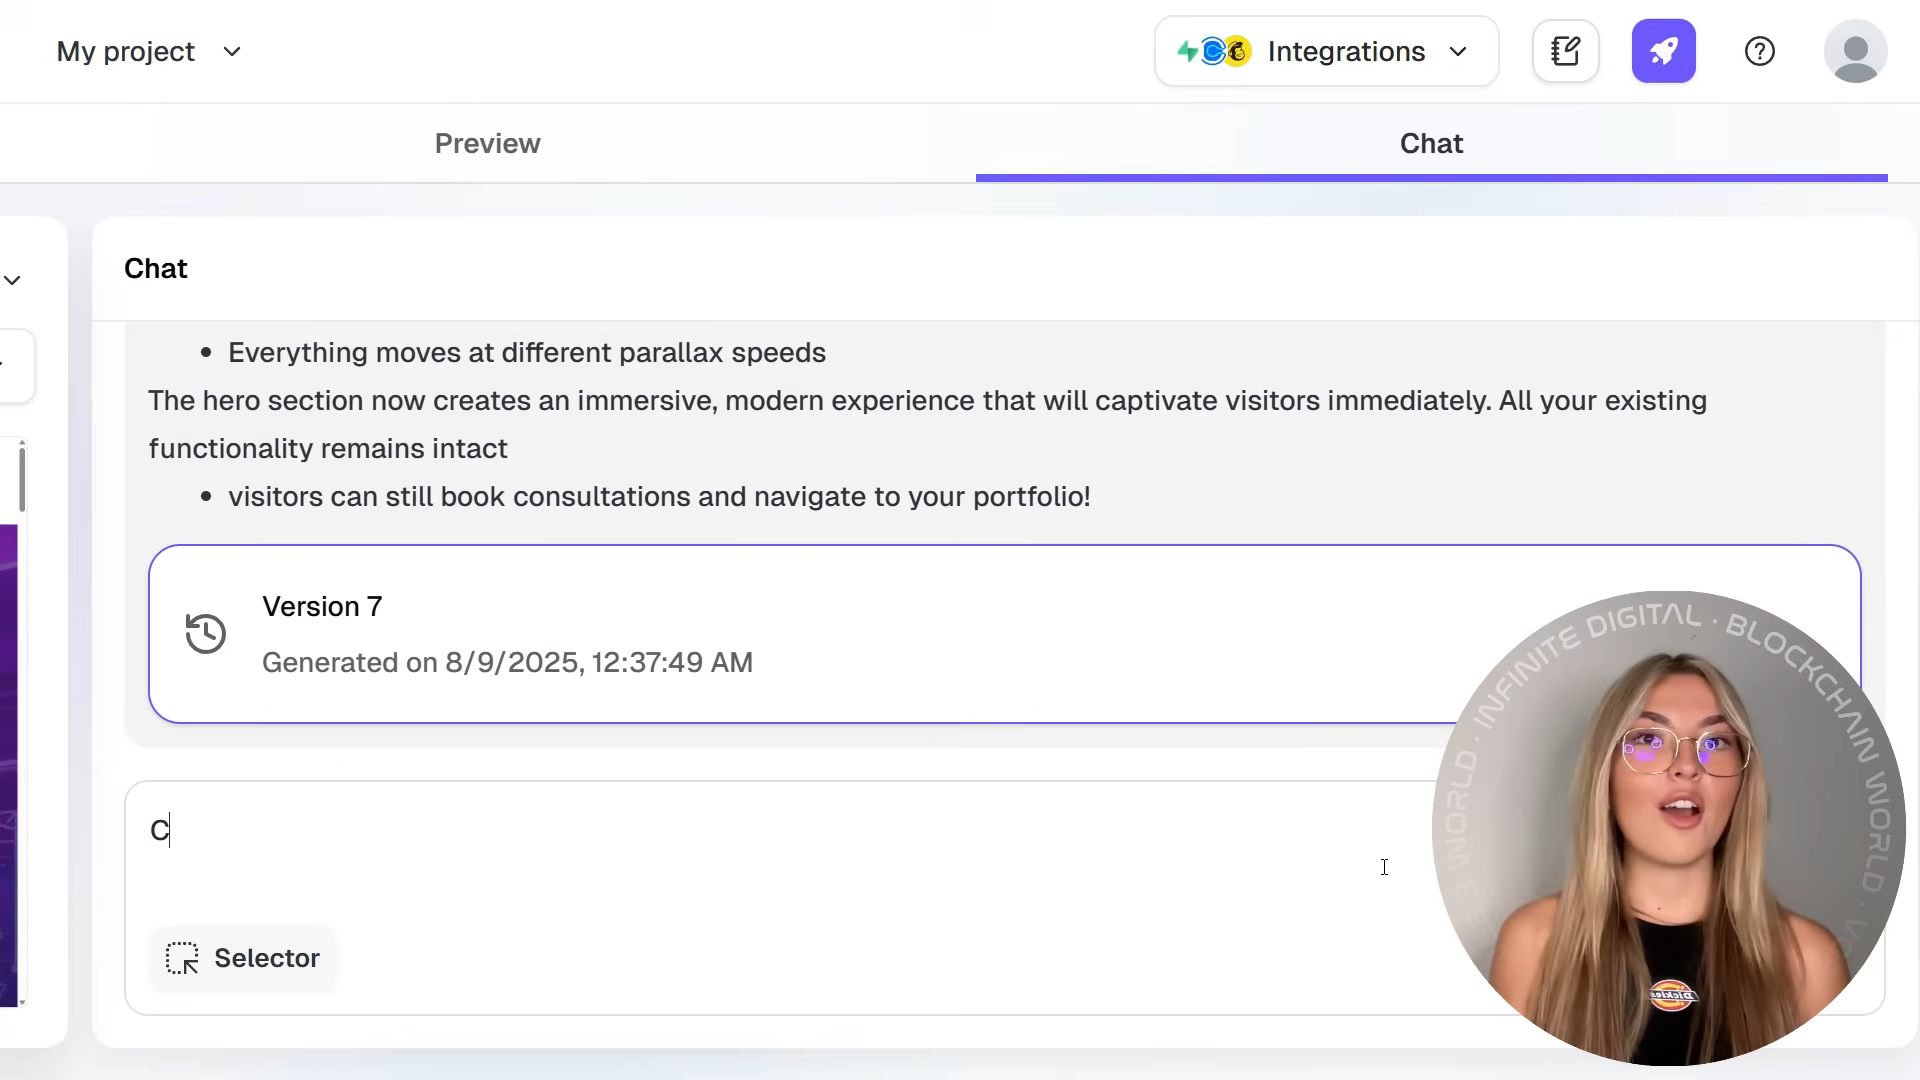 My project
Integrations
Preview
Chat
Chat
Everything moves at different parallax speeds
The hero section now creates an immersive, modern experience that will captivate visitors immediately. All your existing
functionality remains intact
visitors can still book consultations and navigate to your portfolio!
Version 7
Generated on 8/9/2025, 12:37:49 AM
C
Selector
WORLD · INFINITE DIGITAL · BLOCKCHAIN WORLD ·
Dickies